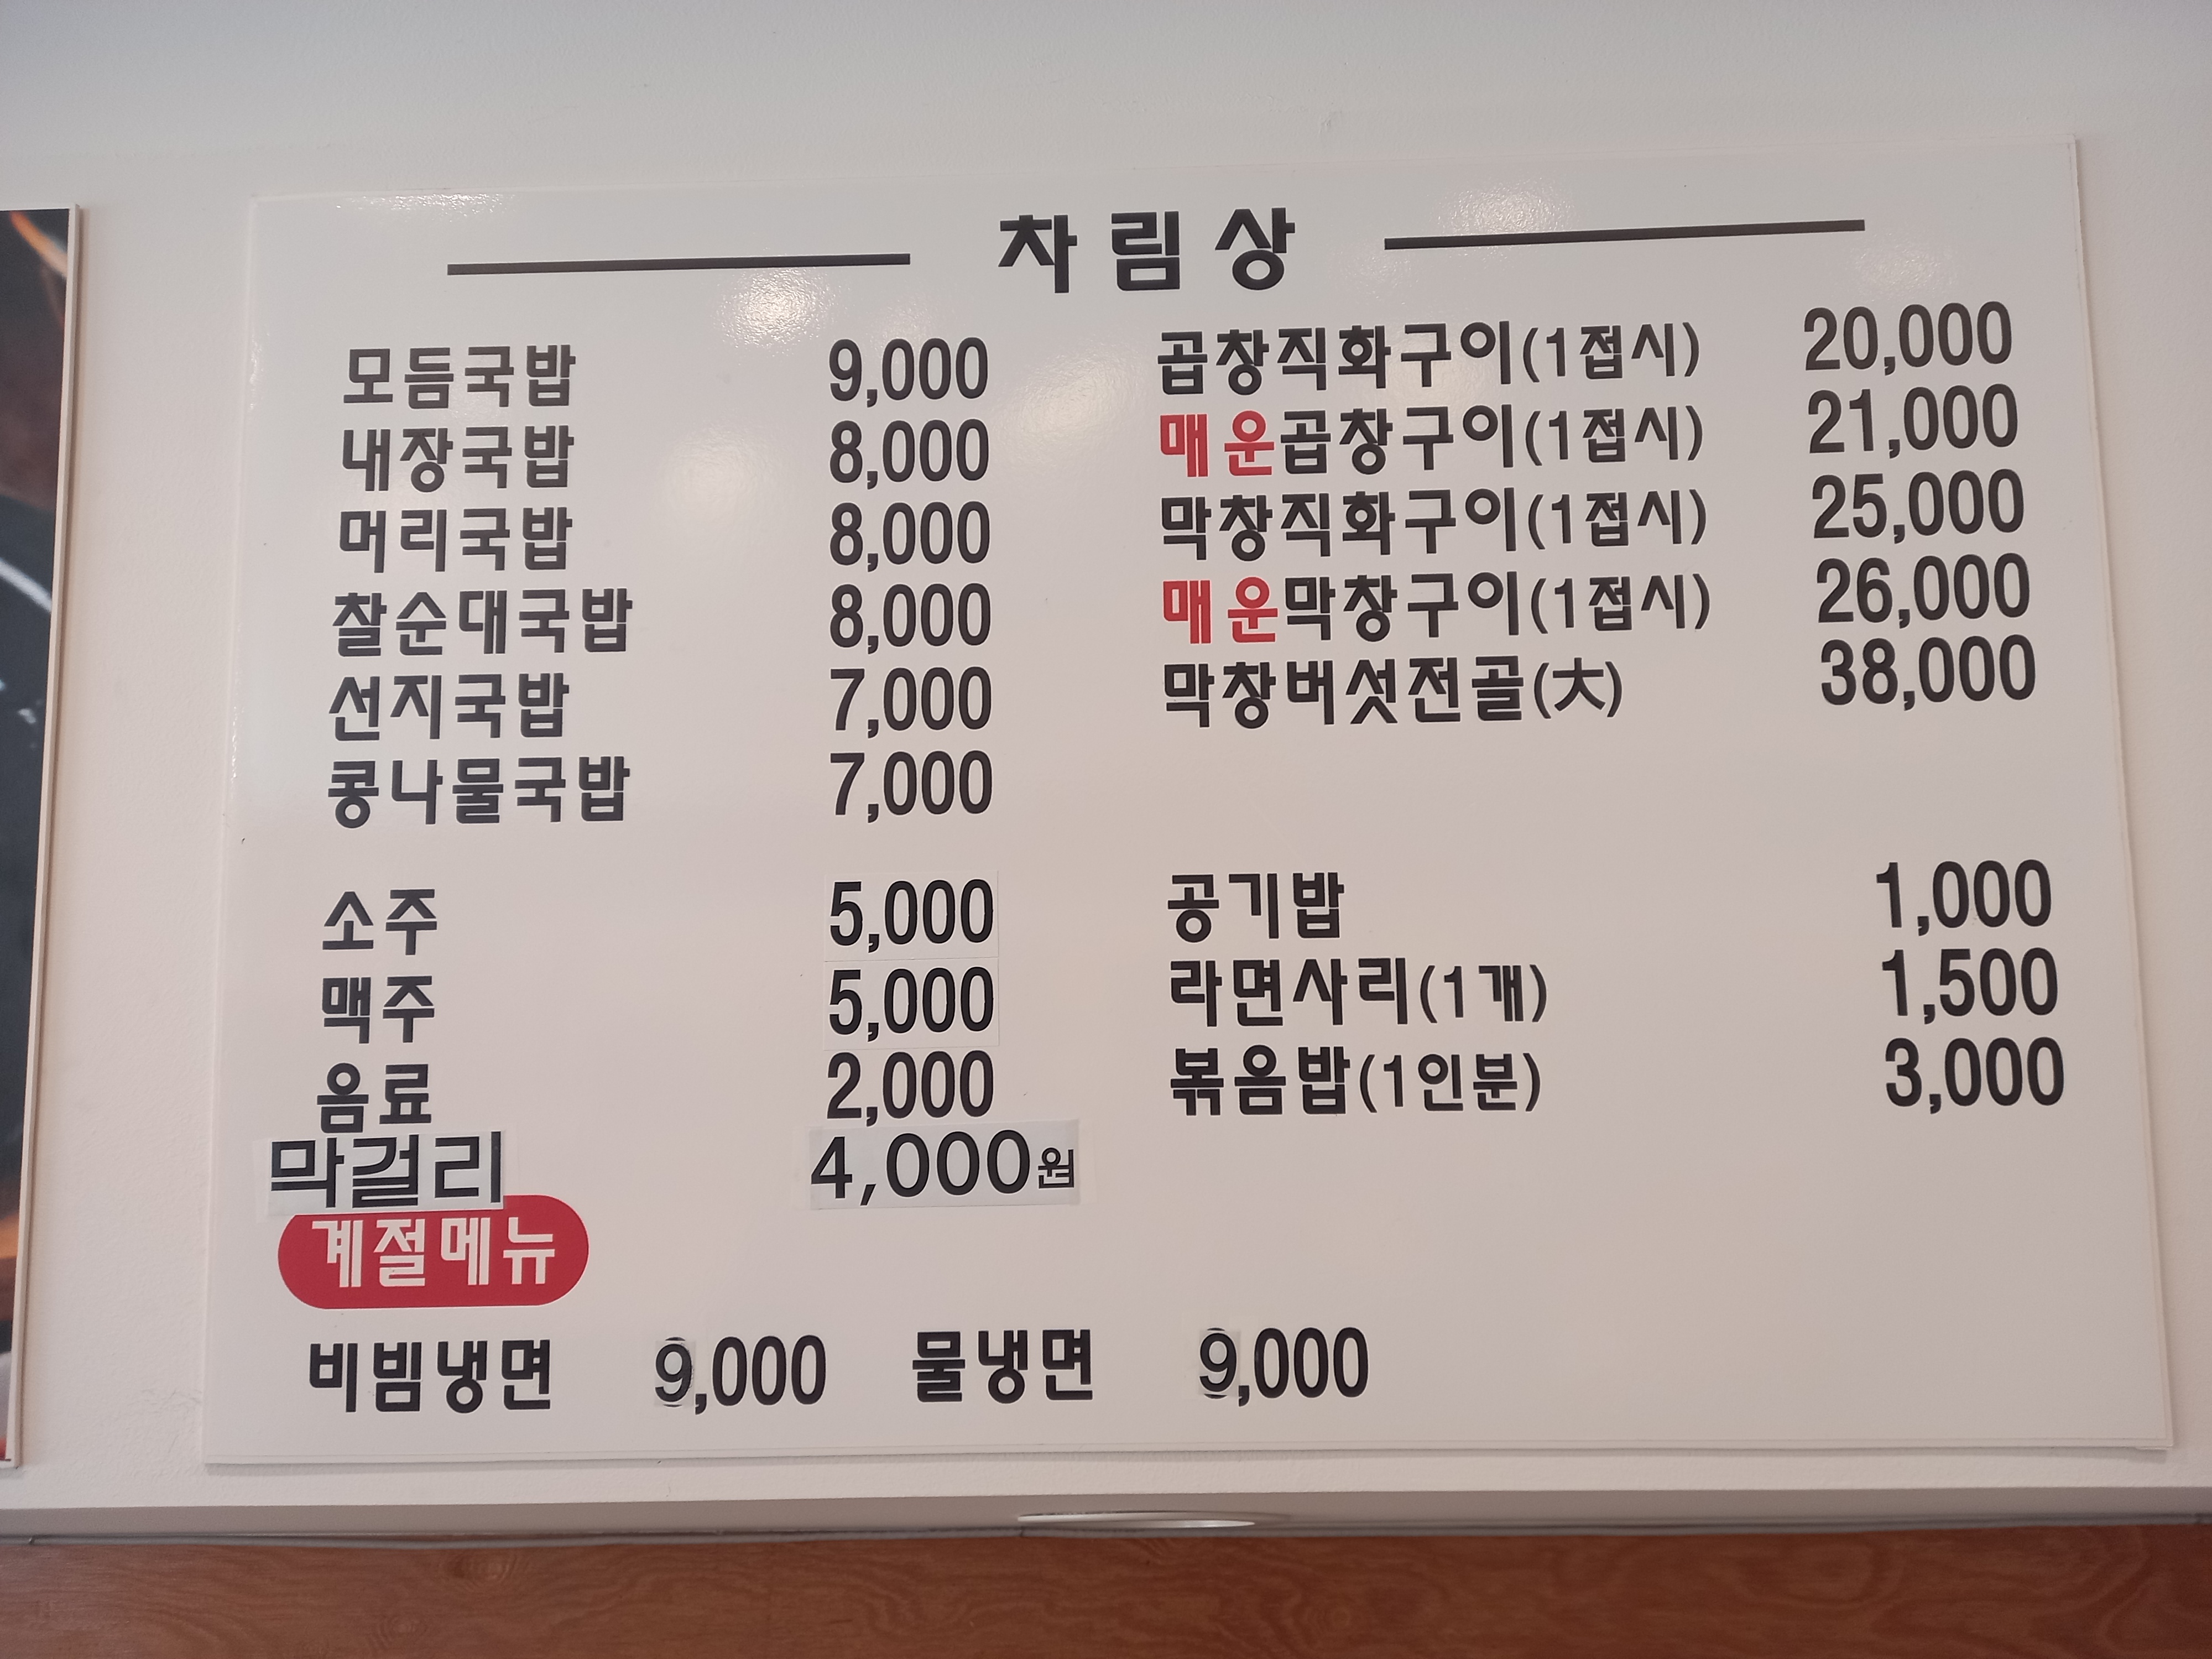 차림상
모듬국밥 9,000
내장국밥 8,000
머리국밥 8,000
찰순대국밥 8,000
선지국밥 7,000
콩나물국밥 7,000
곱창직화구이(1접시) 20,000
매운곱창구이(1접시) 21,000
막창직화구이(1접시) 25,000
매운막창구이(1접시) 26,000
막창버섯전골(大) 38,000
소주 5,000
맥주 5,000
음료 2,000
막걸리 4,000원
공기밥 1,000
라면사리(1개) 1,500
볶음밥(1인분) 3,000
계절메뉴
비빔냉면 9,000 물냉면 9,000